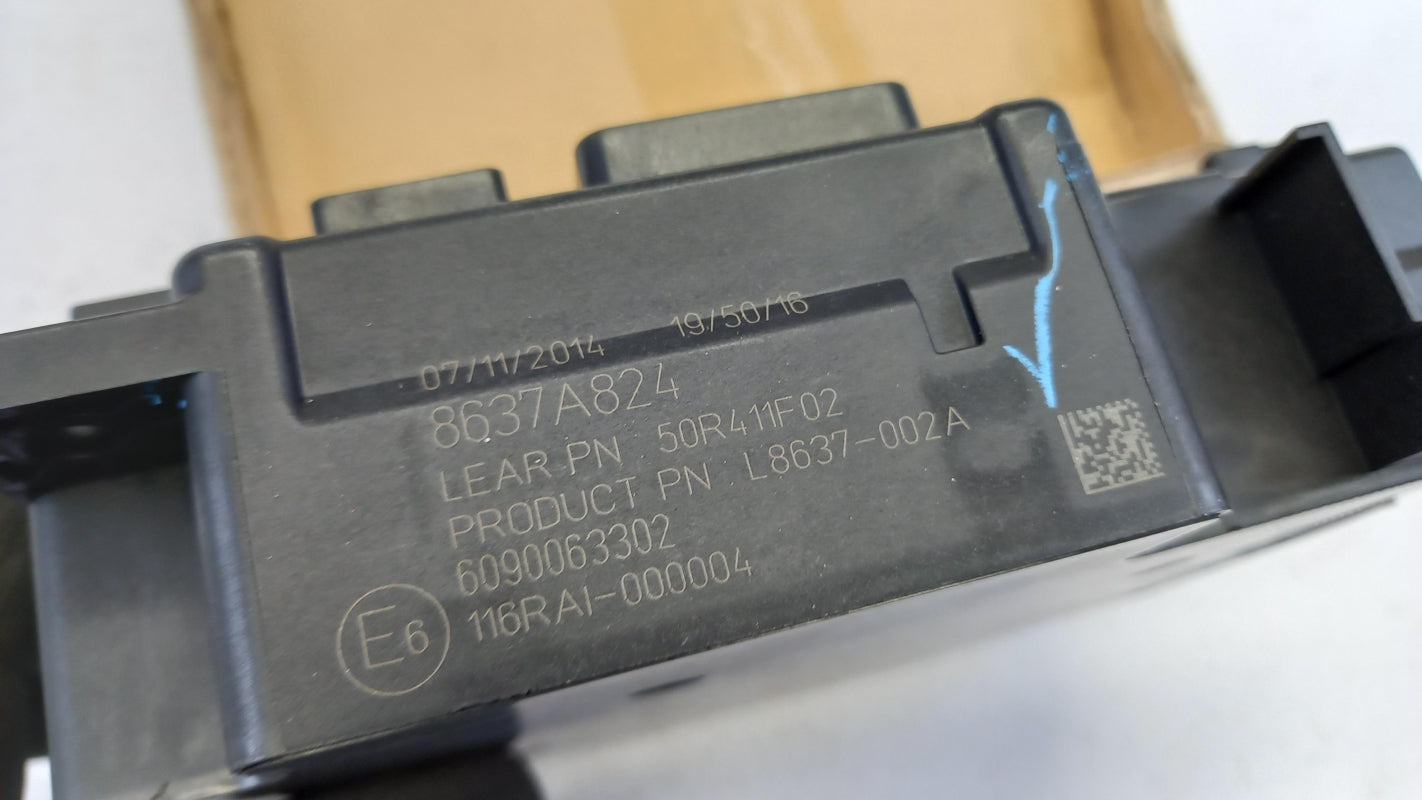 07/11/2014 19/50/16
8637A824
LEAR PN 50R411F02
PRODUCT PN L8637-002A
6090063302
E6 116RAI-000004